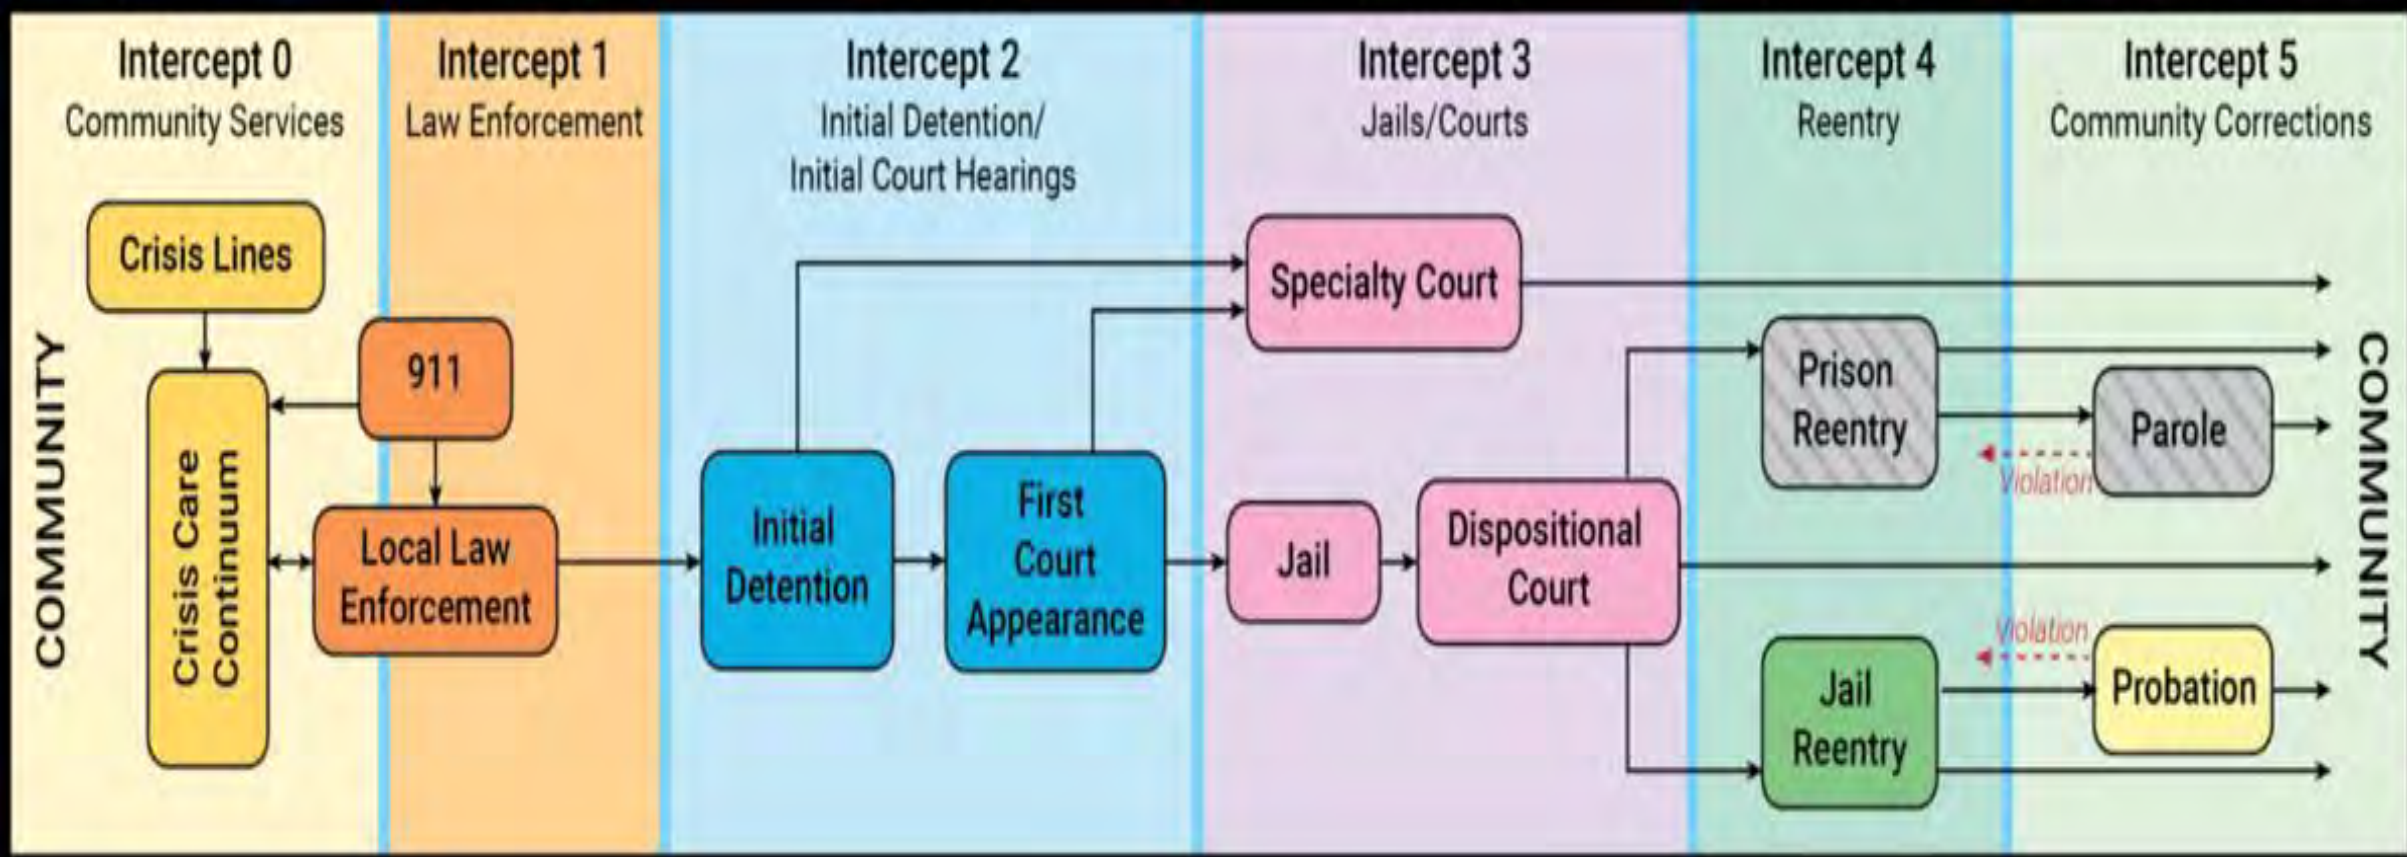 Intercept 0
Community Services
Intercept 1
Law Enforcement
Intercept 2
Initial Detention/
Initial Court Hearings
Intercept 3
Jails/Courts
Intercept 4
Reentry
Intercept 5
Community Corrections
COMMUNITY
Crisis Lines
Crisis Care
Continuum
911
Local Law
Enforcement
Initial
Detention
First
Court
Appearance
Specialty Court
Jail
Dispositional
Court
Prison
Reentry
Jail
Reentry
Parole
Violation
Violation
Probation
COMMUNITY